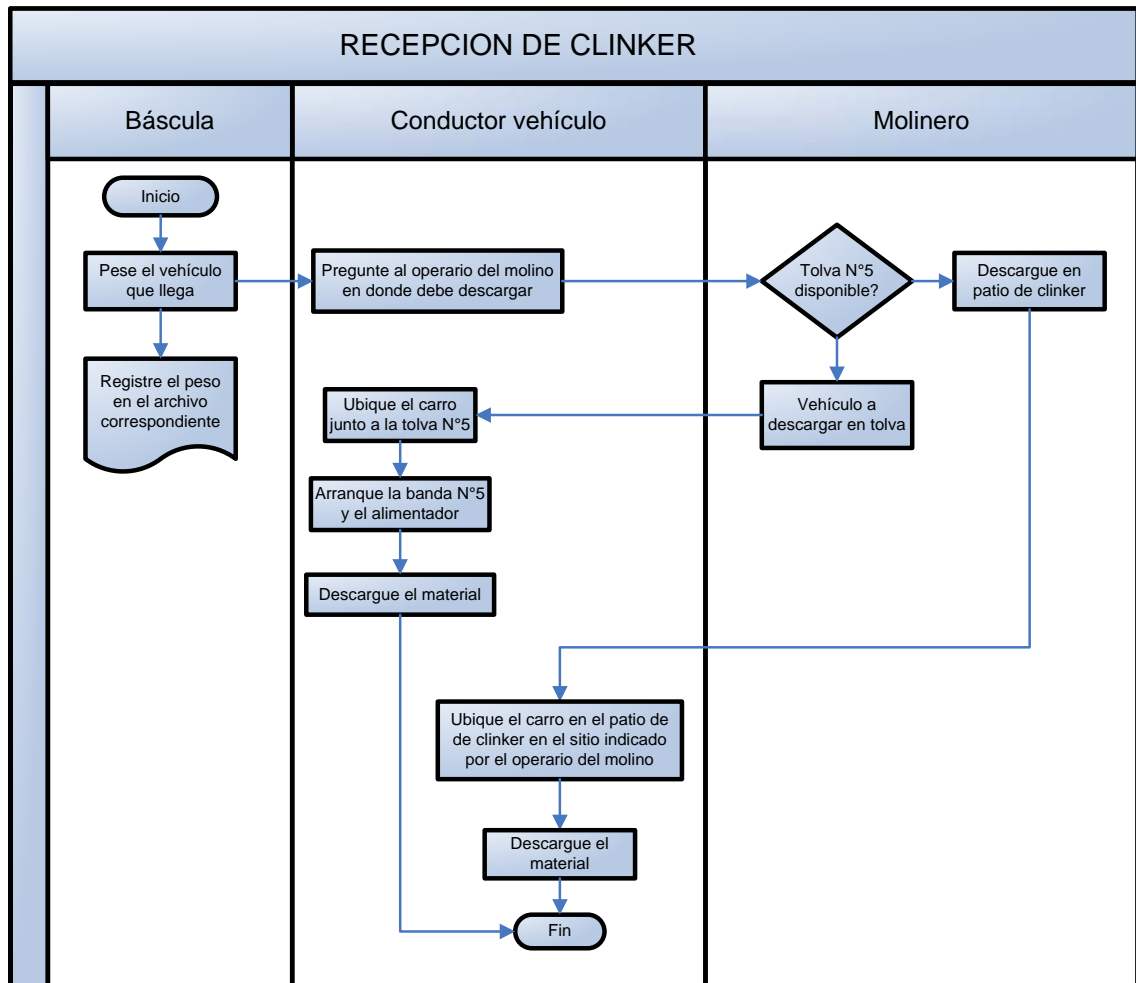 RECEPCION DE CLINKER
Báscula
Conductor vehículo
Molinero
Inicio
Pese el vehículo
que llega
Pregunte al operario del molino
en donde debe descargar
Tolva N°5
disponible?
Descargue en
patio de clinker
Registre el peso
en el archivo
correspondiente
Ubique el carro
junto a la tolva N°5
Vehículo a
descargar en tolva
Arranque la banda N°5
y el alimentador
Descargue el material
Ubique el carro en el patio de
de clinker en el sitio indicado
por el operario del molino
Descargue el
material
Fin